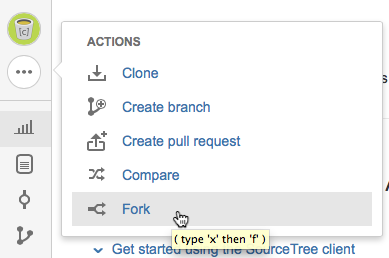 ACTIONS
Clone
Create branch
Create pull request
Compare
Fork
( type 'x' then 'f' )
Get started using the SourceTree client